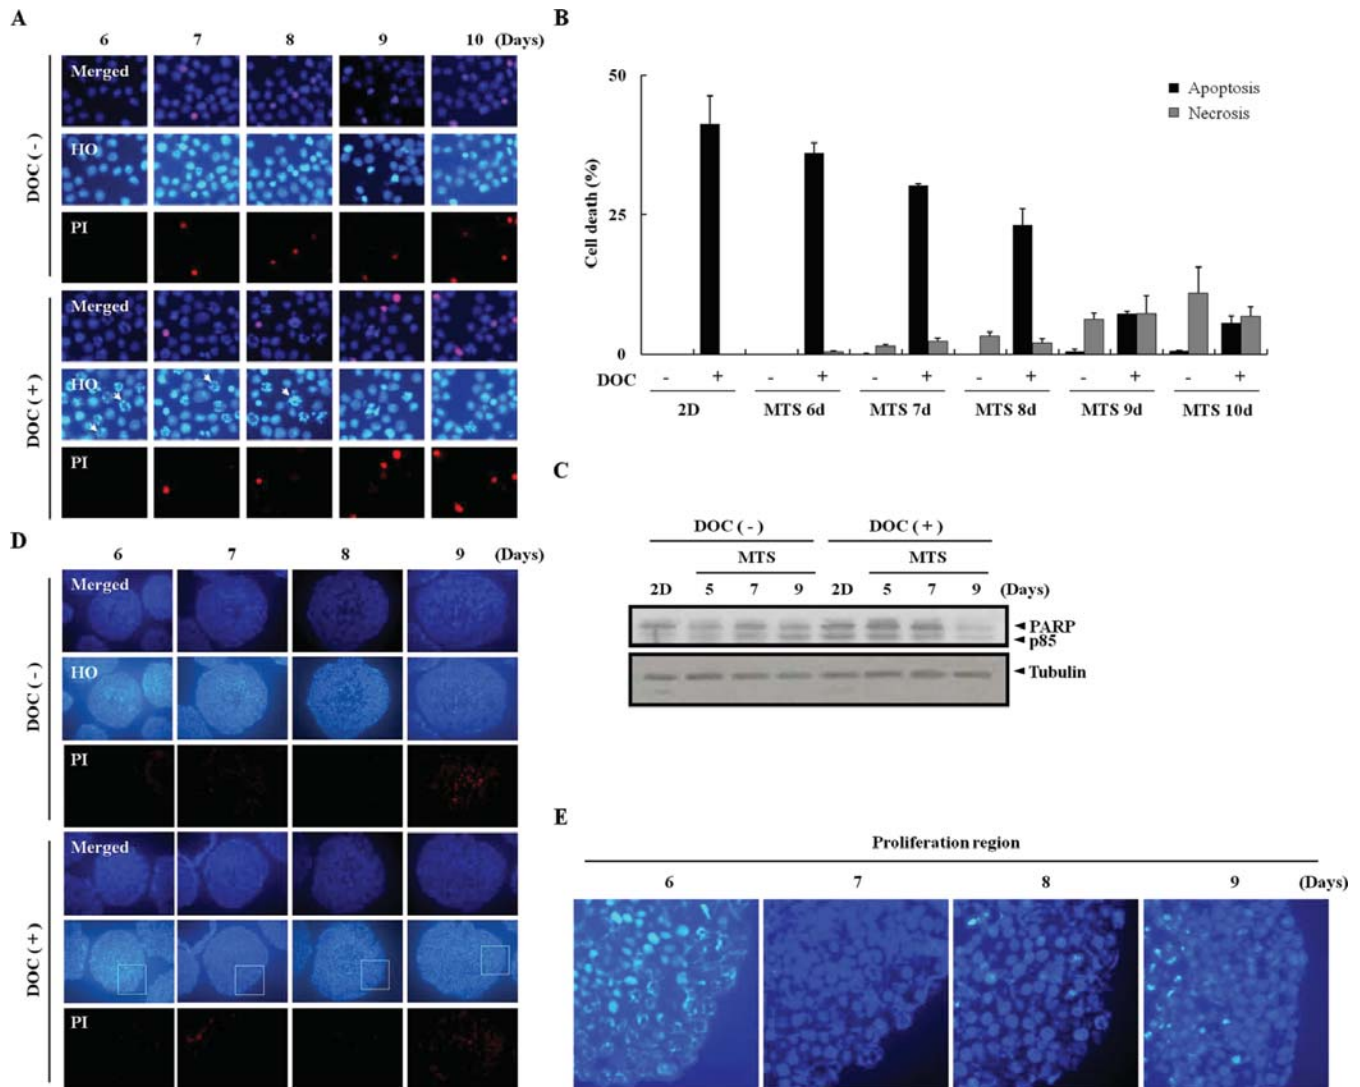 A
6 7 8 9 10 (Days)
DOC ( - )
Merged
HO
PI
DOC ( + )
Merged
HO
PI
B
50
25
0
Cell death (%)
Apoptosis
Necrosis
DOC - + - + - + - + - + - +
2D MTS 6d MTS 7d MTS 8d MTS 9d MTS 10d
C
DOC ( - ) DOC ( + )
MTS MTS
2D 5 7 9 2D 5 7 9 (Days)
PARP
p85
Tubulin
D
6 7 8 9 (Days)
DOC ( - )
Merged
HO
PI
DOC ( + )
Merged
PI
E
Proliferation region
6 7 8 9 (Days)